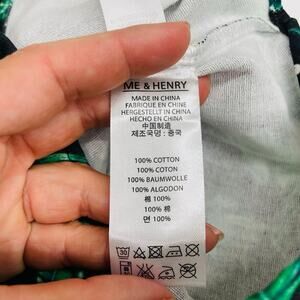 ME & HENRY
MADE IN CHINA
FABRIQUE EN CHINE
HERGESTELLT IN CHINA
HECHO EN CHINA
中国制造
제조국명 : 중국
100% COTTON
100% COTON
100% BAUMWOLLE
100% ALGODON
棉 100%
100% 棉
면 100%
30